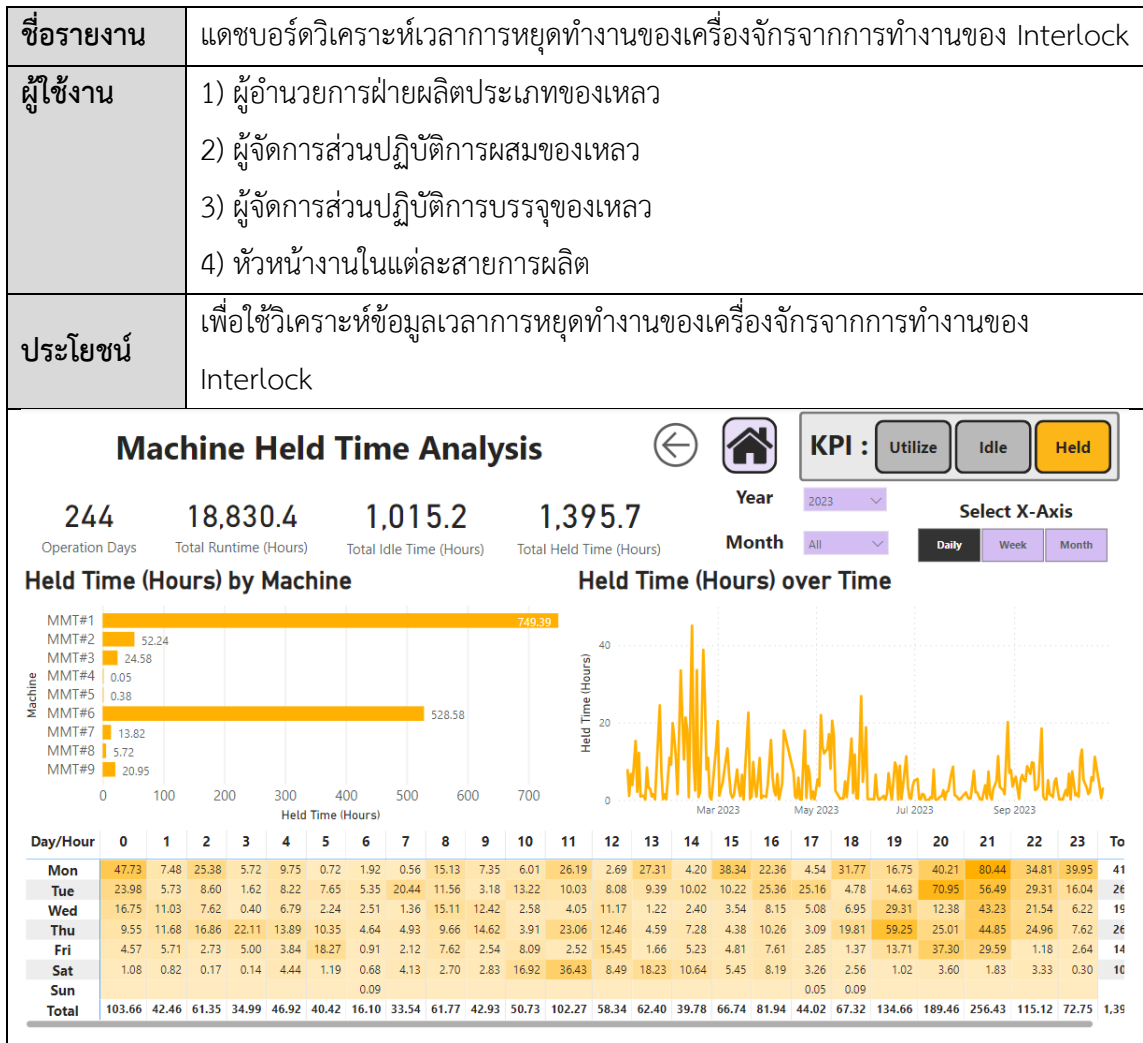 ชื่อรายงาน แดชบอร์ดวิเคราะห์เวลาการหยุดทำงานของเครื่องจักรจากการทำงานของ Interlock
ผู้ใช้งาน 1) ผู้อำนวยการฝ่ายผลิตประเภทของเหลว
2) ผู้จัดการส่วนปฏิบัติการผสมของเหลว
3) ผู้จัดการส่วนปฏิบัติการบรรจุของเหลว
4) หัวหน้างานในแต่ละสายการผลิต
ประโยชน์ เพื่อใช้วิเคราะห์ข้อมูลเวลาการหยุดทำงานของเครื่องจักรจากการทำงานของ
Interlock
Machine Held Time Analysis KPI : Utilize Idle Held
244 18,830.4 1,015.2 1,395.7
Operation Days Total Runtime (Hours) Total Idle Time (Hours) Total Held Time (Hours)
Year 2023
Month All
Select X-Axis
Daily Week Month
Held Time (Hours) by Machine
Machine
MMT#1 749.39
MMT#2 52.24
MMT#3 24.58
MMT#4 0.05
MMT#5 0.38
MMT#6 528.58
MMT#7 13.82
MMT#8 5.72
MMT#9 20.95
0 100 200 300 400 500 600 700
Held Time (Hours)
Held Time (Hours) over Time
Held Time (Hours)
40
20
0
Mar 2023 May 2023 Jul 2023 Sep 2023
Day/Hour 0 1 2 3 4 5 6 7 8 9 10 11 12 13 14 15 16 17 18 19 20 21 22 23 To
Mon 47.73 7.48 25.38 5.72 9.75 0.72 1.92 0.56 15.13 7.35 6.01 26.19 2.69 27.31 4.20 38.34 22.36 4.54 31.77 16.75 40.21 80.44 34.81 39.95 41
Tue 23.98 5.73 8.60 1.62 8.22 7.65 5.35 20.44 11.56 3.18 13.22 10.03 8.08 9.39 10.02 10.22 25.36 25.16 4.78 14.63 70.95 56.49 29.31 16.04 26
Wed 16.75 11.03 7.62 0.40 6.79 2.24 2.51 1.36 15.11 12.42 2.58 4.05 11.17 1.22 2.40 3.54 8.15 5.08 6.95 29.31 12.38 43.23 21.54 6.22 19
Thu 9.55 11.68 16.86 22.11 13.89 10.35 4.64 4.93 9.66 14.62 3.91 23.06 12.46 4.59 7.28 4.38 10.26 3.09 19.81 59.25 25.01 44.85 24.96 7.62 26
Fri 4.57 5.71 2.73 5.00 3.84 18.27 0.91 2.12 7.62 2.54 8.09 2.52 15.45 1.66 5.23 4.81 7.61 2.85 1.37 13.71 37.30 29.59 1.18 2.64 14
Sat 1.08 0.82 0.17 0.14 4.44 1.19 0.68 4.13 2.70 2.83 16.92 36.43 8.49 18.23 10.64 5.45 8.19 3.26 2.56 1.02 3.60 1.83 3.33 0.30 10
Sun 0.09 0.05 0.09
Total 103.66 42.46 61.35 34.99 46.92 40.42 16.10 33.54 61.77 42.93 50.73 102.27 58.34 62.40 39.78 66.74 81.94 44.02 67.32 134.66 189.46 256.43 115.12 72.75 1,39